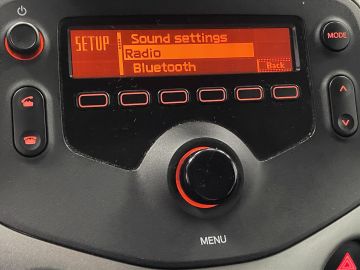 SETUP
Sound settings
Radio
Bluetooth
Back
MODE
MENU